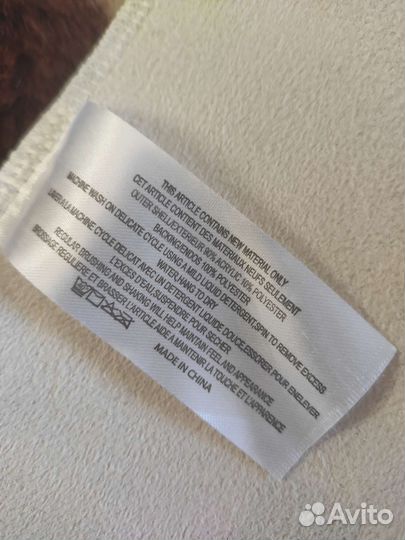 THIS ARTICLE CONTAINS NEW MATERIAL ONLY
CET ARTICLE CONTIENT DES MATERIAUX NEUFS SEULEMENT
OUTER SHELL/EXTERIEUR 90% ACRYLIC 10% POLYESTER
BACKING/ENDOS 100% POLYESTER
MACHINE WASH ON DELICATE CYCLE USING A MILD LIQUID DETERGENT,SPIN TO REMOVE EXCESS
WATER-HANG TO DRY
LAVER A LA MACHINE CYCLE DELICAT AVEC UN DETERGENT LIQUIDE DOUCE,ESSORER POUR ENELEVER
L'EXCES D'EAU,SUSPENDRE POUR SECHER
REGULAR BRUSHING AND SHAKING WILL HELP MAINTAIN FEEL AND APPEARANCE
BROSSAGE REGULIERE ET BRASSER L'ARTICLE AIDE A MAINTENIR LA TOUCHE ET L'APPARENCE
MADE IN CHINA
Avito